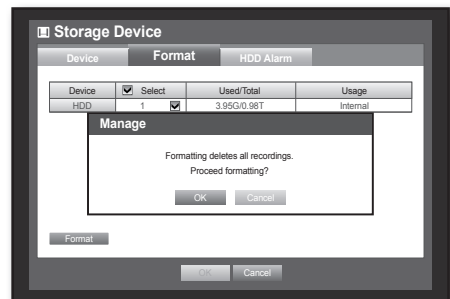 Storage Device
Device Format HDD Alarm
Device Select Used/Total Usage
HDD 1 3.95G/0.98T Internal
Manage
Formatting deletes all recordings.
Proceed formatting?
OK Cancel
Format
OK Cancel